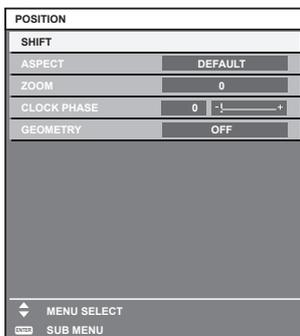 POSITION
SHIFT
ASPECT DEFAULT
ZOOM 0
CLOCK PHASE 0 - +
GEOMETRY OFF
MENU SELECT
ENTER SUB MENU